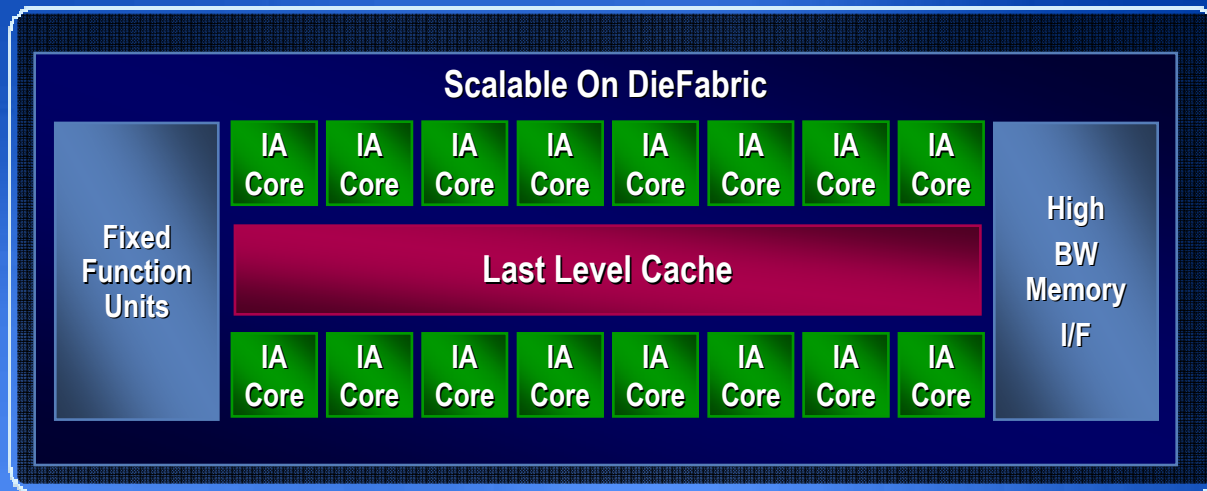 Scalable On DieFabric
IA IA IA IA IA IA IA IA
Core Core Core Core Core Core Core Core
Fixed
Function
Units
Last Level Cache
High
BW
Memory
I/F
IA IA IA IA IA IA IA IA
Core Core Core Core Core Core Core Core